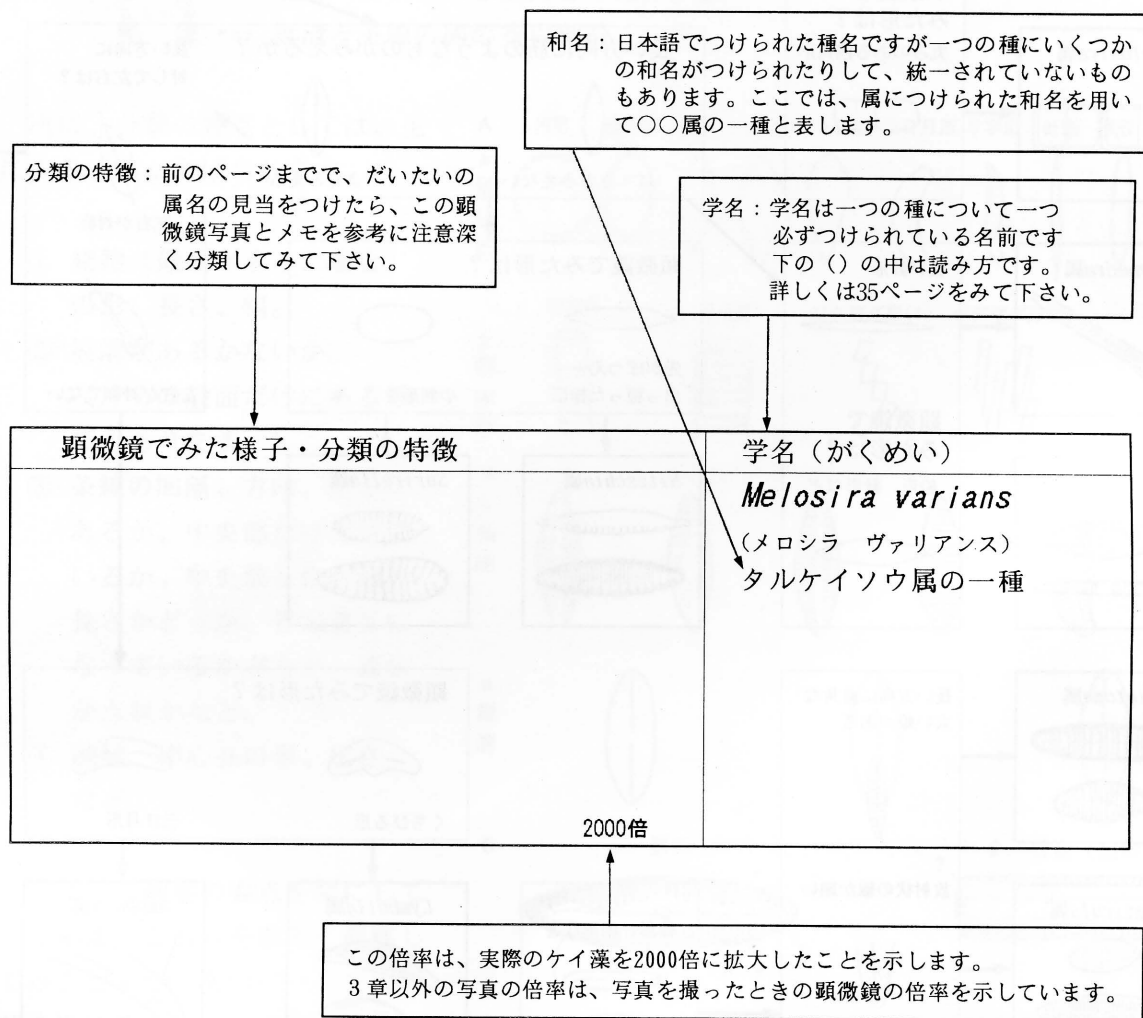 和名：日本語でつけられた種名ですが一つの種にいくつか
の和名がつけられたりして、統一されていないもの
もあります。ここでは、属につけられた和名を用い
て○○属の一種と表します。
分類の特徴：前のページまでで、だいたいの
属名の見当をつけたら、この顕
微鏡写真とメモを参考に注意深
く分類してみて下さい。
学名：学名は一つの種について一つ
必ずつけられている名前です
下の（）の中は読み方です。
詳しくは35ページをみて下さい。
顕微鏡でみた様子・分類の特徴
学名（がくめい）
Melosira varians
（メロシラ　ヴァリアンス）
タルケイソウ属の一種
2000倍
この倍率は、実際のケイ藻を2000倍に拡大したことを示します。
３章以外の写真の倍率は、写真を撮ったときの顕微鏡の倍率を示しています。